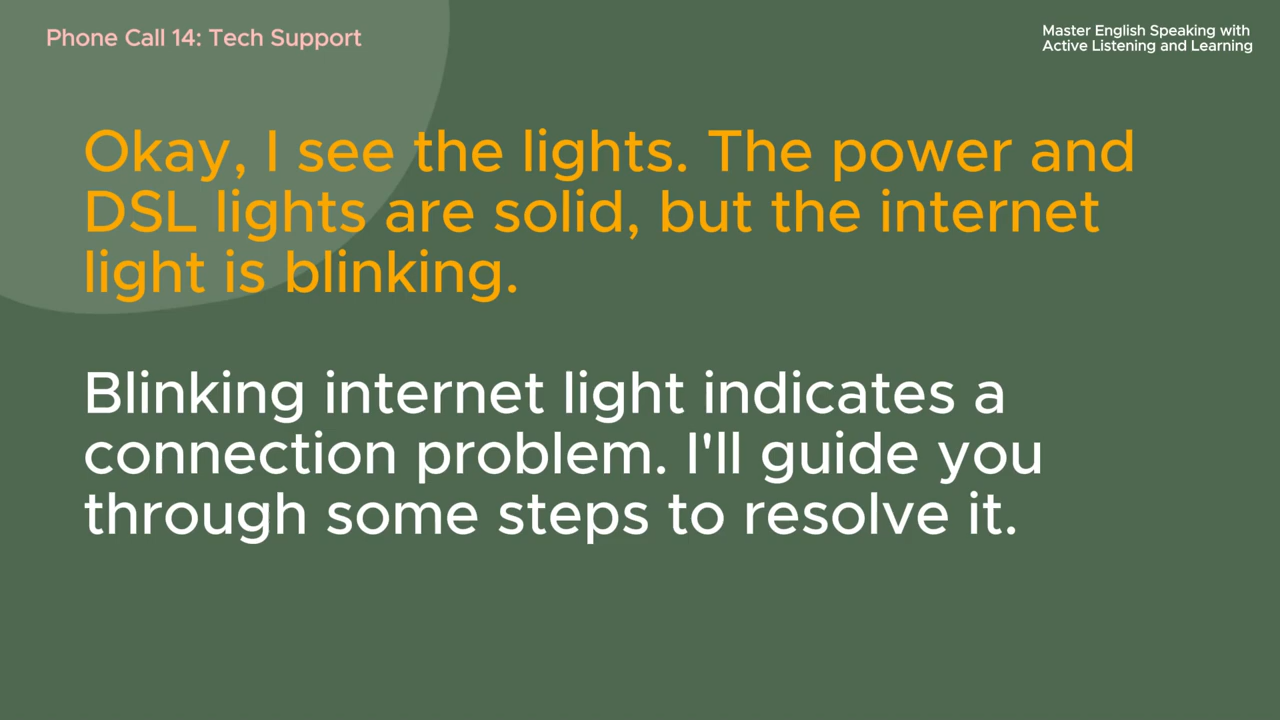 Phone Call 14: Tech Support
Master English Speaking with
Active Listening and Learning
Okay, I see the lights. The power and
DSL lights are solid, but the internet
light is blinking.
Blinking internet light indicates a
connection problem. I'll guide you
through some steps to resolve it.